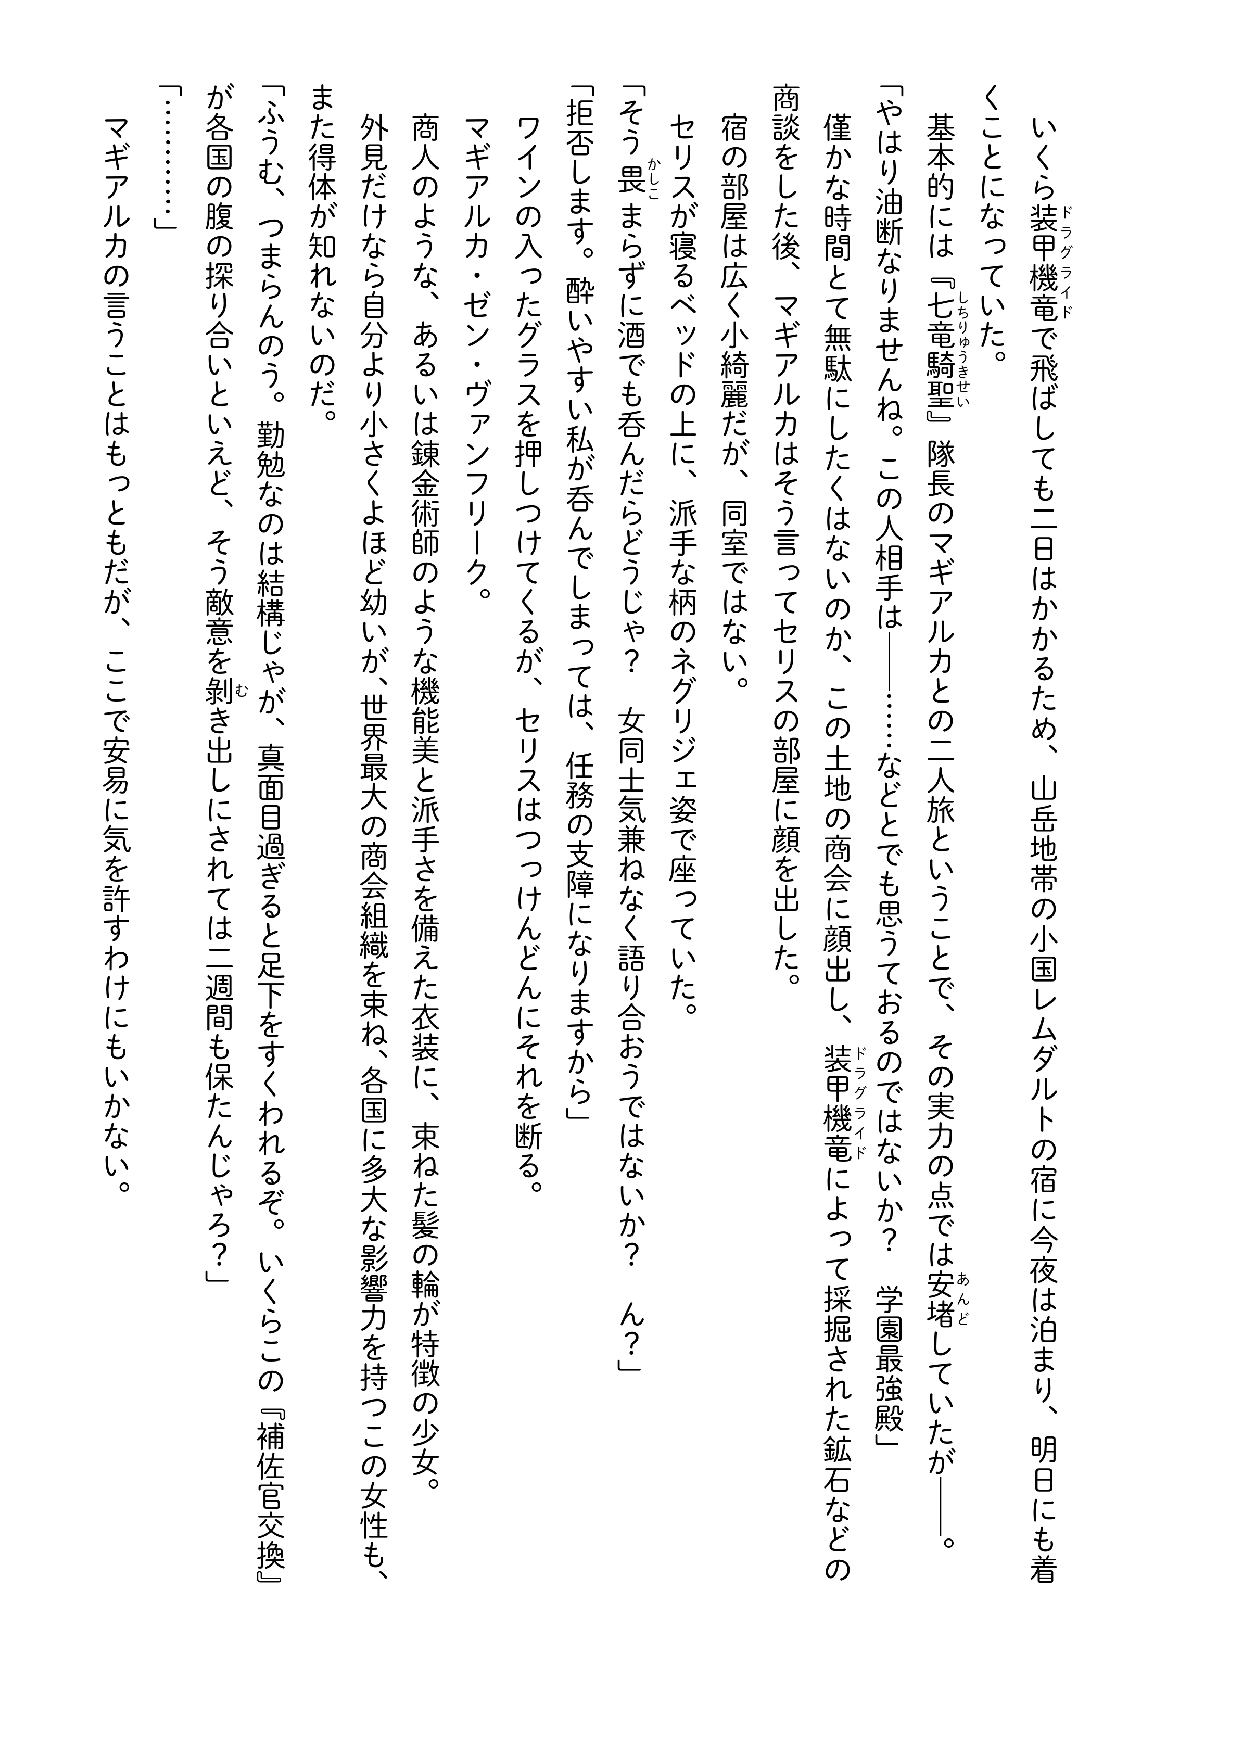 いくら装甲機竜で飛ばしても二日はかかるため、山岳地帯の小国レムダルトの宿に今夜は泊まり、明日にも着
くことになっていた。
基本的には『七竜騎聖』隊長のマギアルカとの二人旅ということで、その実力の点では安堵していたが――。
「やはり油断なりませんね。この人相手は――……などとでも思うておるのではないか？　学園最強殿」
僅かな時間とて無駄にしたくはないのか、この土地の商会に顔出し、装甲機竜によって採掘された鉱石などの
商談をした後、マギアルカはそう言ってセリスの部屋に顔を出した。
宿の部屋は広く小綺麗だが、同室ではない。
セリスが寝るベッドの上に、派手な柄のネグリジェ姿で座っていた。
「そう畏まらずに酒でも呑んだらどうじゃ？　女同士気兼ねなく語り合おうではないか？　ん？」
「拒否します。酔いやすい私が呑んでしまっては、任務の支障になりますから」
ワインの入ったグラスを押しつけてくるが、セリスはつっけんどんにそれを断る。
マギアルカ・ゼン・ヴァンフリーク。
商人のような、あるいは錬金術師のような機能美と派手さを備えた衣装に、束ねた髪の輪が特徴の少女。
外見だけなら自分より小さくよほど幼いが、世界最大の商会組織を束ね、各国に多大な影響力を持つこの女性も、
また得体が知れないのだ。
「ふうむ、つまらんのう。勤勉なのは結構じゃが、真面目過ぎると足下をすくわれるぞ。いくらこの『補佐官交換』
が各国の腹の探り合いといえど、そう敵意を剝き出しにされては二週間も保たんじゃろ？」
「…………」
マギアルカの言うことはもっともだが、ここで安易に気を許すわけにもいかない。